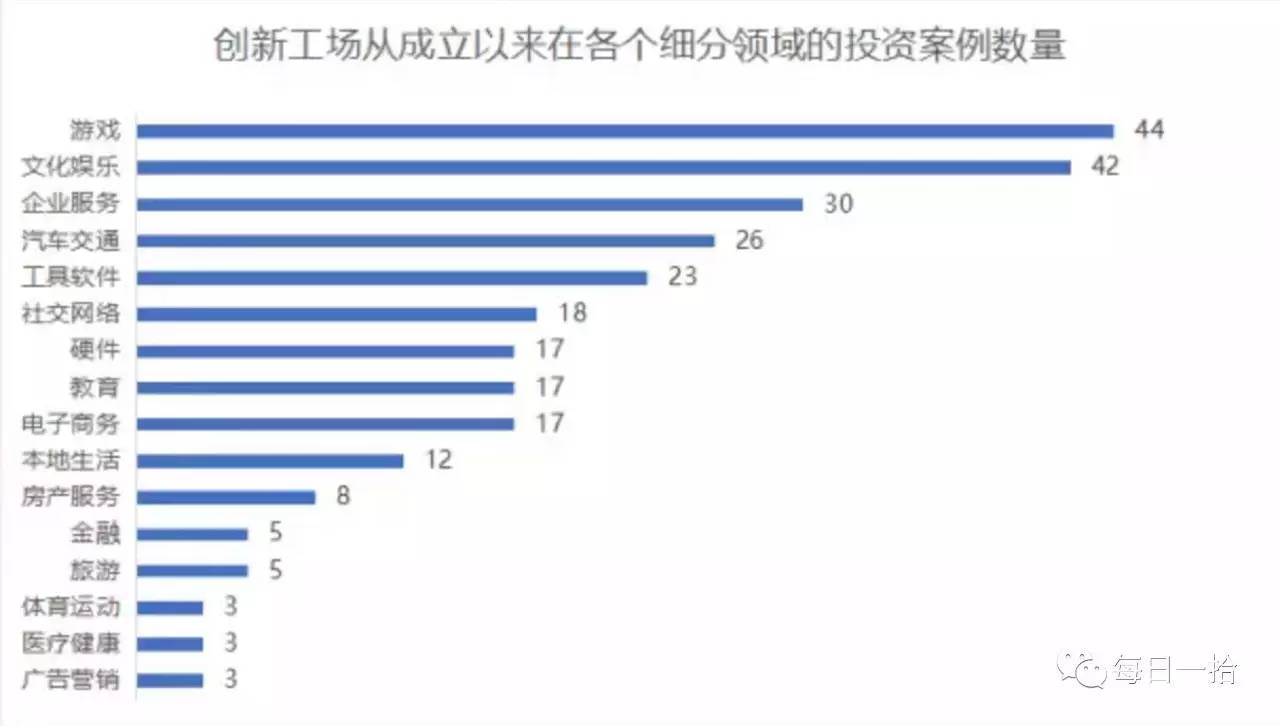 创新工场从成立以来在各个细分领域的投资案例数量
游戏 44
文化娱乐 42
企业服务 30
汽车交通 26
工具软件 23
社交网络 18
硬件 17
教育 17
电子商务 17
本地生活 12
房产服务 8
金融 5
旅游 5
体育运动 3
医疗健康 3
广告营销 3
每日一拾